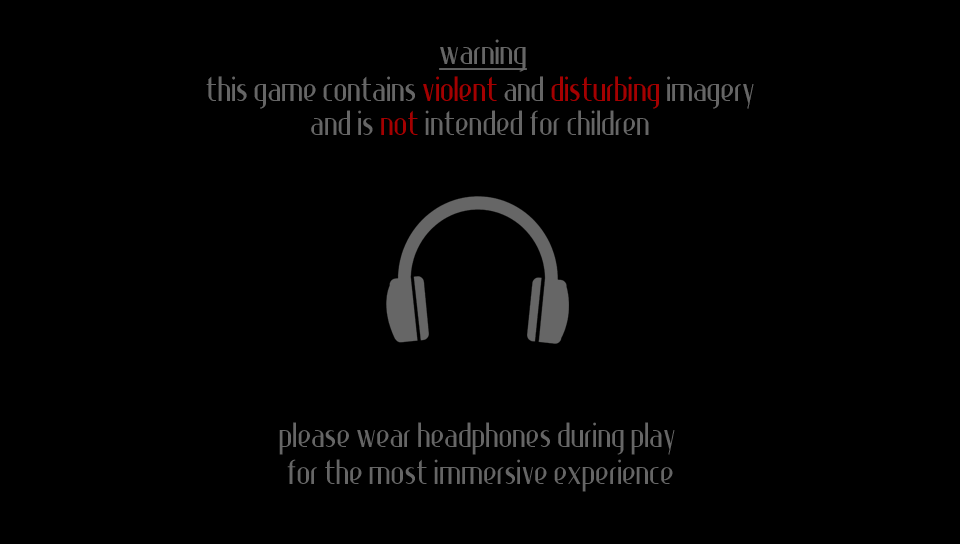 warning
this game contains violent and disturbing imagery
and is not intended for children
please wear headphones during play
for the most immersive experience